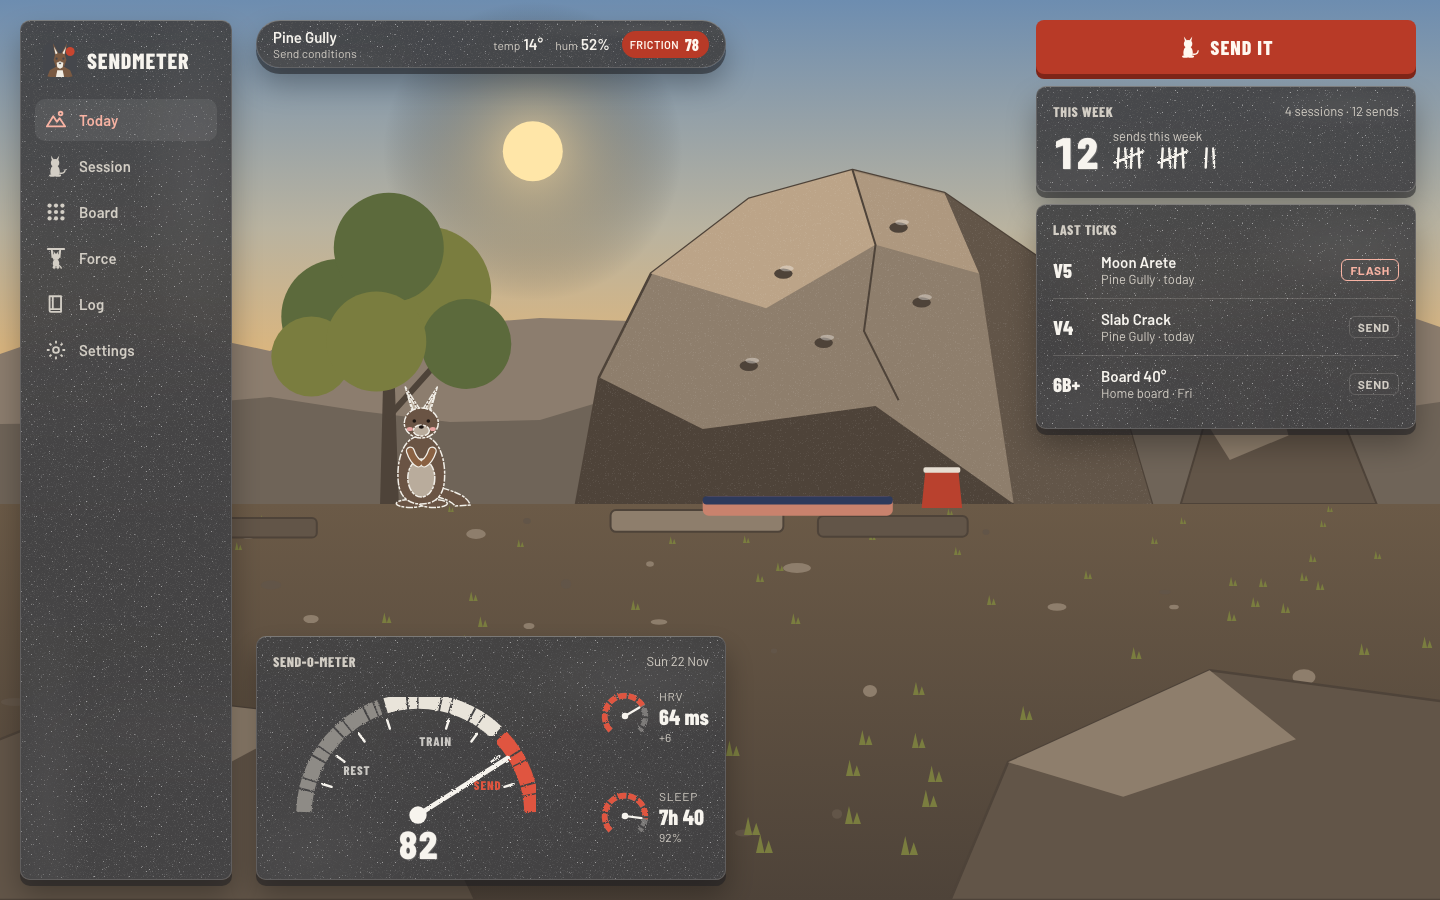 SENDMETER
Today
Session
Board
Force
Log
Settings
Pine Gully
Send conditions
temp 14° hum 52% FRICTION 78
SEND IT
THIS WEEK
4 sessions · 12 sends
12
sends this week
LAST TICKS
V5
Moon Arete
Pine Gully · today
FLASH
V4
Slab Crack
Pine Gully · today
SEND
6B+
Board 40°
Home board · Fri
SEND
SEND-O-METER
Sun 22 Nov
REST
TRAIN
SEND
82
HRV
64 ms
+6
SLEEP
7h 40
92%